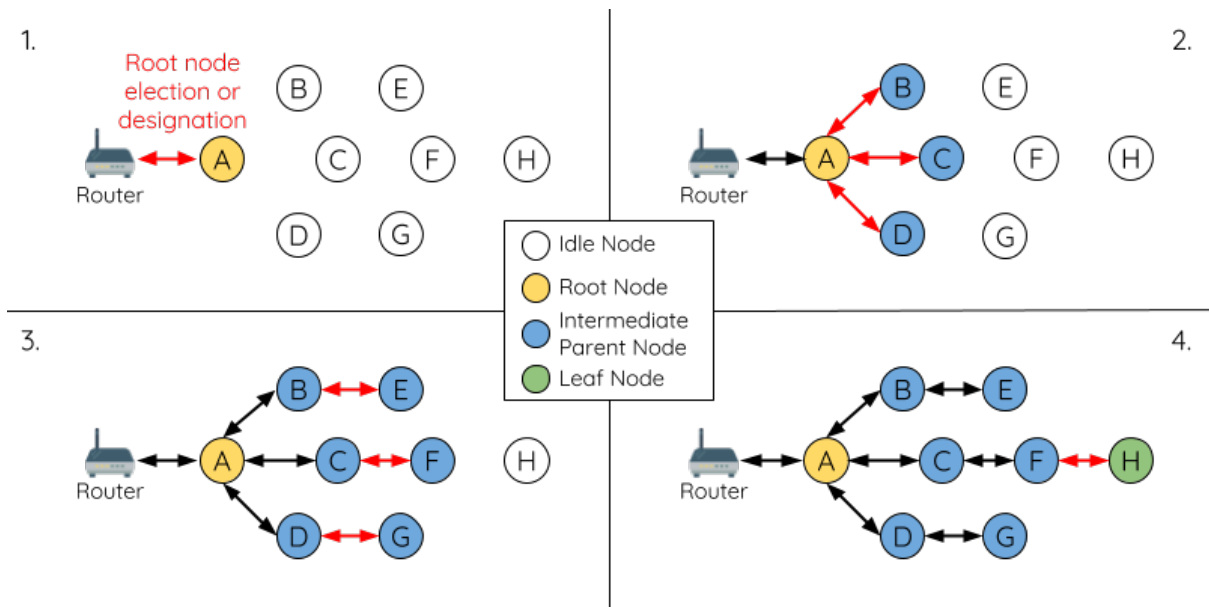 1.
Root node
election or
designation
Router
A
B
E
C
F
H
D
G
2.
B
E
A
C
F
H
Router
D
G
Idle Node
Root Node
Intermediate
Parent Node
Leaf Node
3.
B
E
A
C
F
H
Router
D
G
4.
B
E
A
C
F
H
Router
D
G